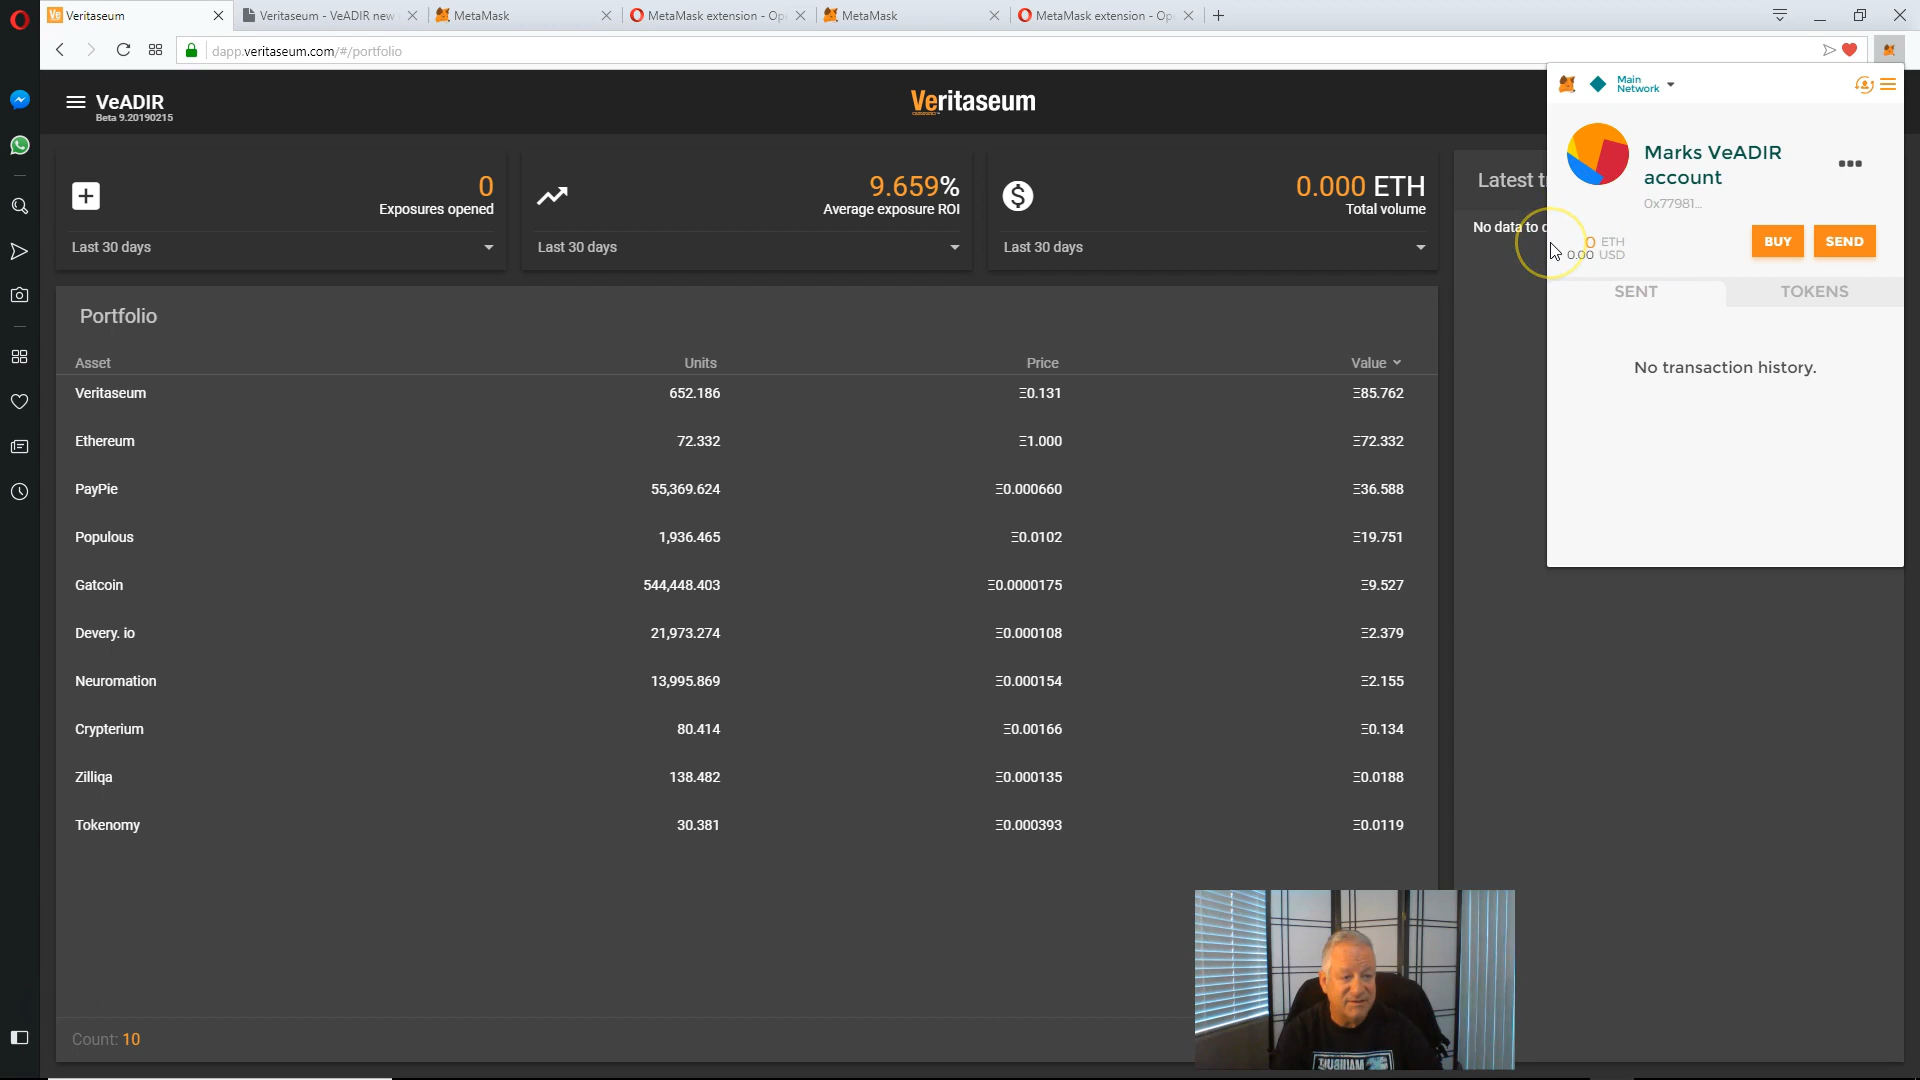 Veritaseum
Veritaseum - VeADIR new
MetaMask
MetaMask extension - Op
MetaMask
MetaMask extension - Op
dapp.veritaseum.com/#/portfolio
VeADIR
Beta 9.20190215
Veritaseum
0
Exposures opened
Last 30 days
9.659%
Average exposure ROI
Last 30 days
0.000 ETH
Total volume
Last 30 days
Latest t
No data to d
Main
Network
Marks VeADIR
account
0x77981...
0 ETH
0.00 USD
BUY
SEND
SENT
TOKENS
No transaction history.
Portfolio
Asset Units Price Value
Veritaseum 652.186 Ξ0.131 Ξ85.762
Ethereum 72.332 Ξ1.000 Ξ72.332
PayPie 55,369.624 Ξ0.000660 Ξ36.588
Populous 1,936.465 Ξ0.0102 Ξ19.751
Gatcoin 544,448.403 Ξ0.0000175 Ξ9.527
Devery. io 21,973.274 Ξ0.000108 Ξ2.379
Neuromation 13,995.869 Ξ0.000154 Ξ2.155
Crypterium 80.414 Ξ0.00166 Ξ0.134
Zilliqa 138.482 Ξ0.000135 Ξ0.0188
Tokenomy 30.381 Ξ0.000393 Ξ0.0119
Count: 10